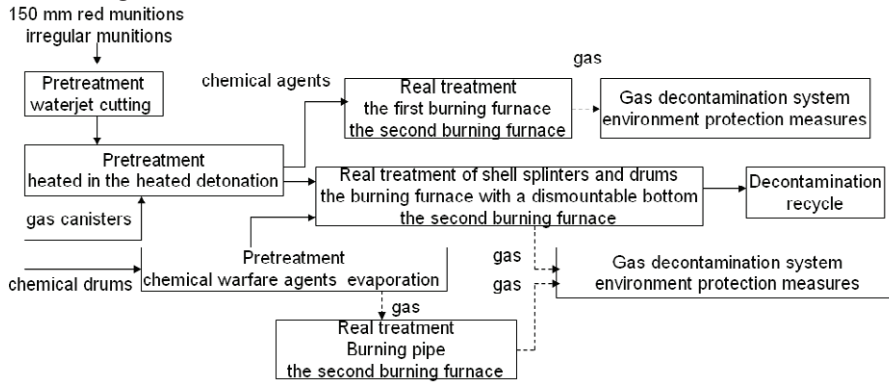 150 mm red munitions
irregular munitions
Pretreatment
waterjet cutting
chemical agents
Real treatment
the first burning furnace
the second burning furnace
gas
Gas decontamination system
environment protection measures
Pretreatment
heated in the heated detonation
Real treatment of shell splinters and drums
the burning furnace with a dismountable bottom
the second burning furnace
Decontamination
recycle
gas canisters
chemical drums
Pretreatment
chemical warfare agents evaporation
gas
gas
Gas decontamination system
environment protection measures
gas
Real treatment
Burning pipe
the second burning furnace